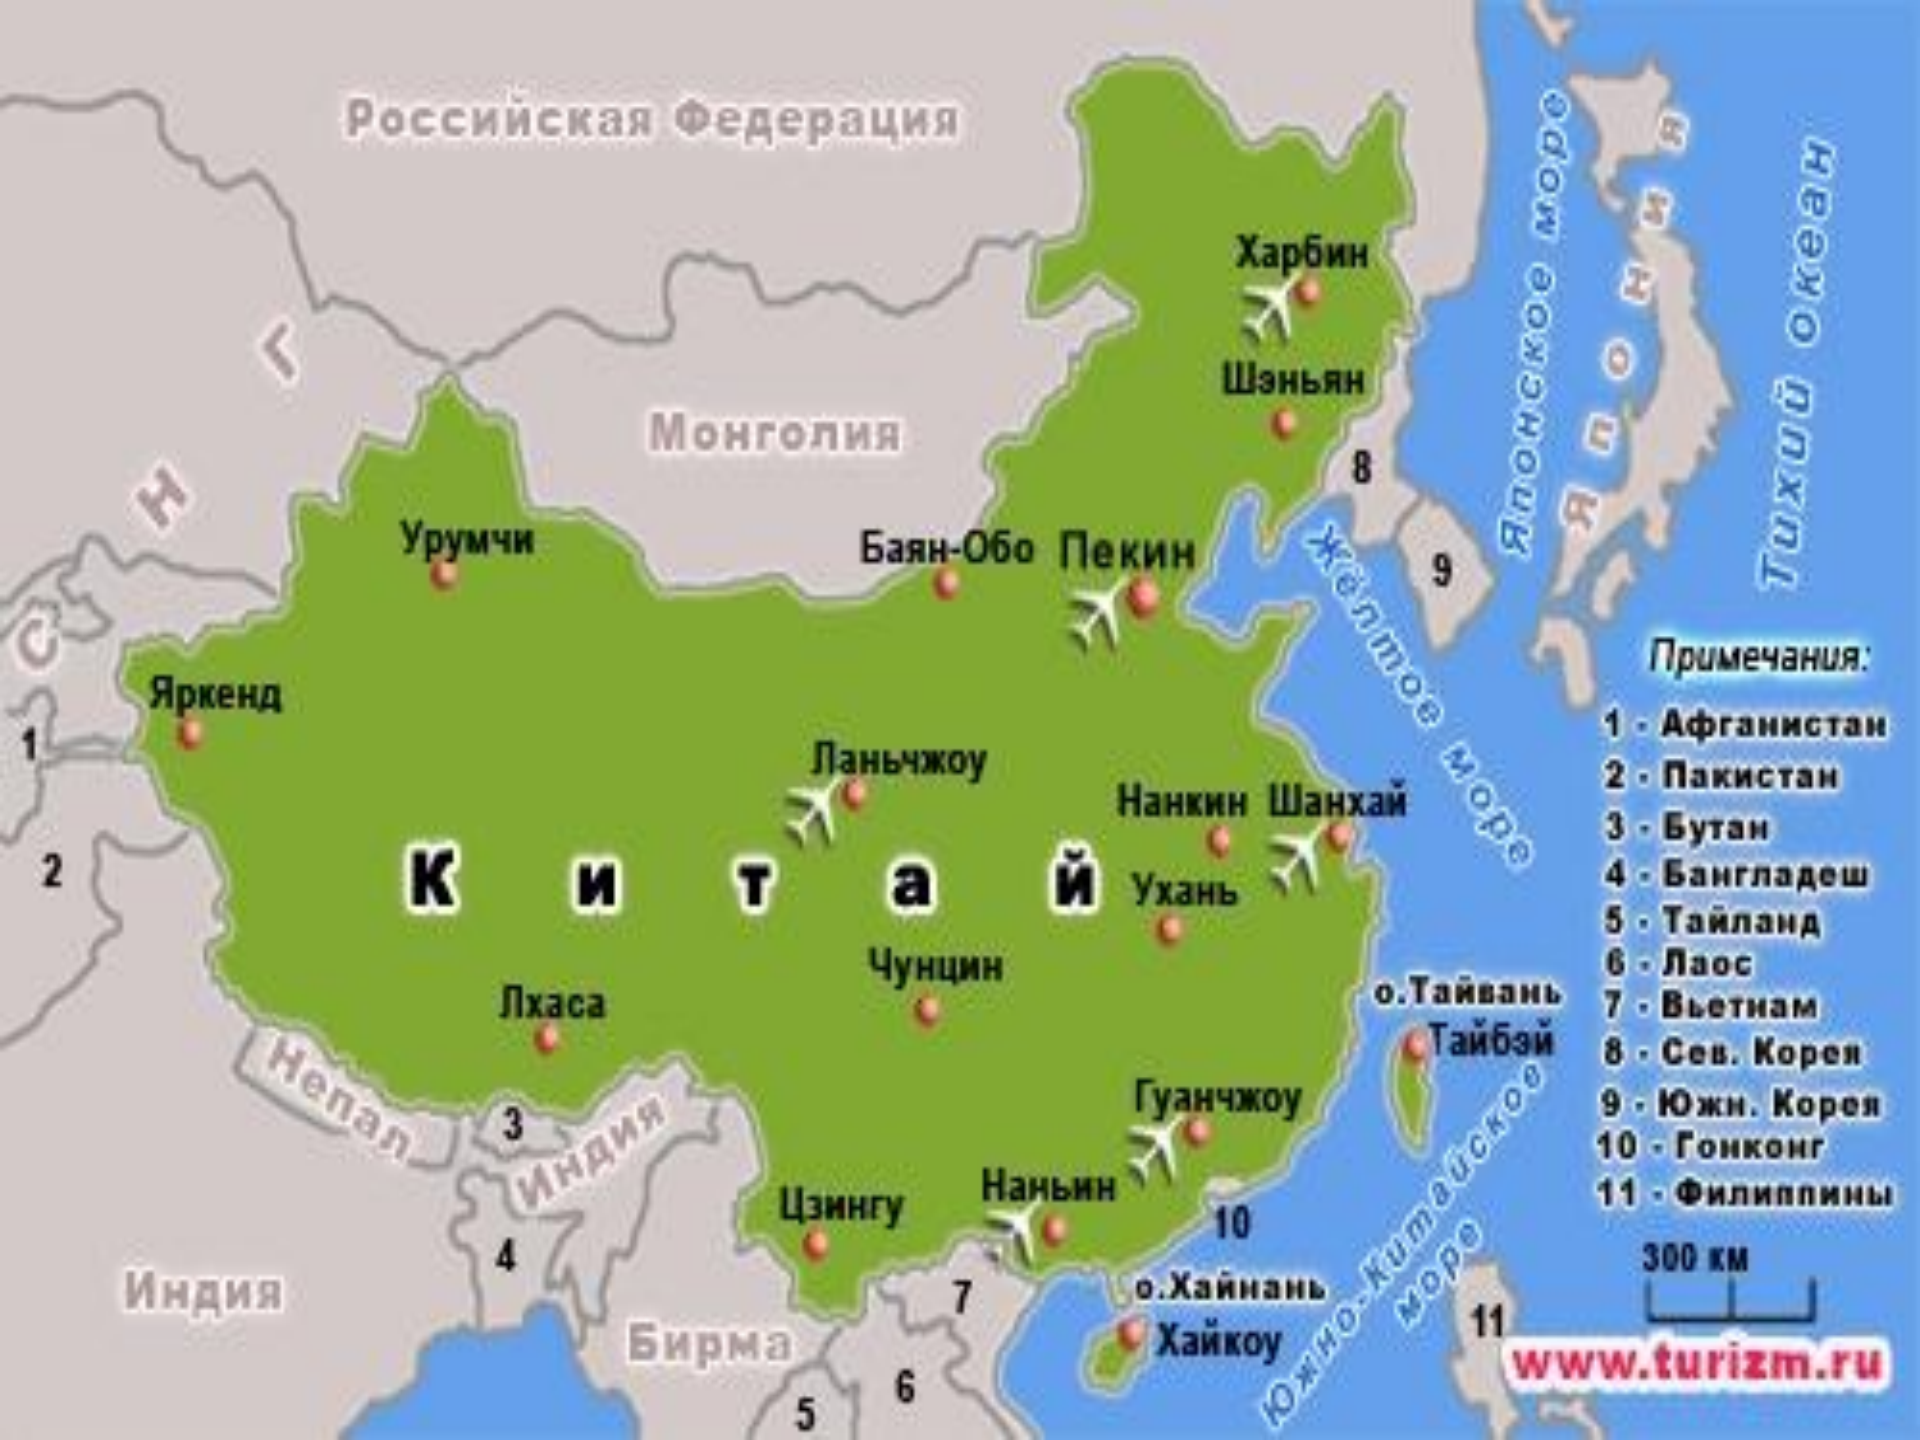 Российская Федерация
СНГ
Монголия
Япония
Японское море
Тихий океан
Жёлтое море
Харбин
Шэньян
8
9
Урумчи
Баян-Обо
Пекин
Яркенд
1
2
Ланьчжоу
Нанкин
Шанхай
Китай
Ухань
Чунцин
Лхаса
о.Тайвань
Тайбэй
Непал
3
Индия
Гуанчжоу
Цзингу
Наньин
10
4
Индия
7
о.Хайнань
Хайкоу
Бирма
6
5
Южно-Китайское
море
11
Примечания:
1 - Афганистан
2 - Пакистан
3 - Бутан
4 - Бангладеш
5 - Тайланд
6 - Лаос
7 - Вьетнам
8 - Сев. Корея
9 - Южн. Корея
10 - Гонконг
11 - Филиппины
300 км
www.turizm.ru